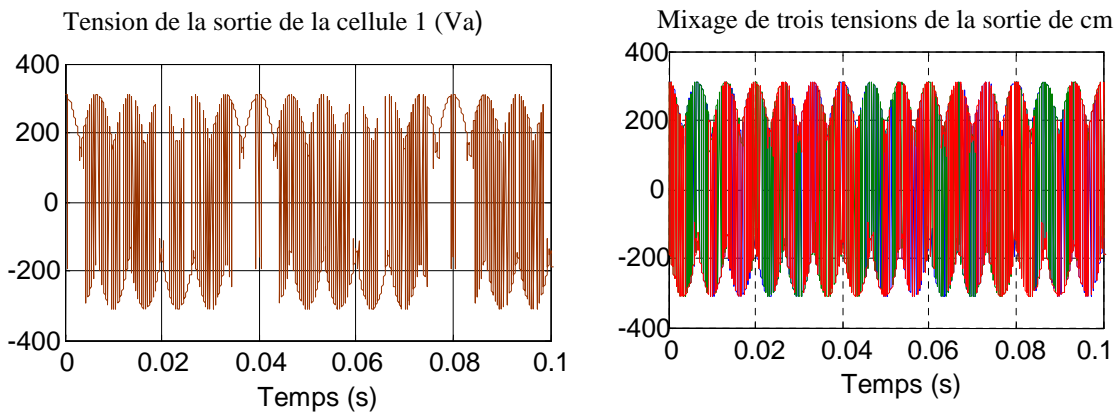 Tension de la sortie de la cellule 1 (Va)
400
200
0
-200
-400
0 0.02 0.04 0.06 0.08 0.1
Temps (s)
Mixage de trois tensions de la sortie de cm
400
200
0
-200
-400
0 0.02 0.04 0.06 0.08 0.1
Temps (s)